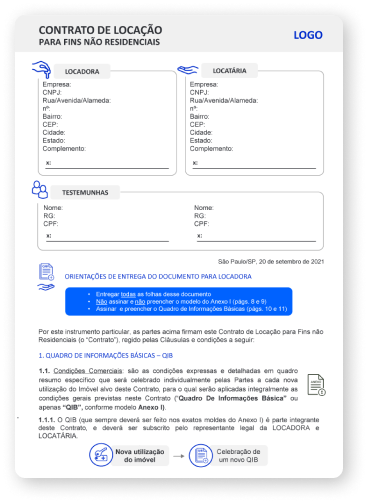 CONTRATO DE LOCAÇÃO
PARA FINS NÃO RESIDENCIAIS
LOGO
LOCADORA
Empresa:
CNPJ:
Rua/Avenida/Alameda:
nº:
Bairro:
CEP:
Cidade:
Estado:
Complemento:
x:
LOCATÁRIA
Empresa:
CNPJ:
Rua/Avenida/Alameda:
nº:
Bairro:
CEP:
Cidade:
Estado:
Complemento:
x:
TESTEMUNHAS
Nome:
RG:
CPF:
x:
Nome:
RG:
CPF:
x:
São Paulo/SP, 20 de setembro de 2021
ORIENTAÇÕES DE ENTREGA DO DOCUMENTO PARA LOCADORA
• Entregar todas as folhas desse documento
• Não assinar e não preencher o modelo do Anexo I (págs. 8 e 9)
• Assinar e preencher o Quadro de Informações Básicas (págs. 10 e 11)
Por este instrumento particular, as partes acima firmam este Contrato de Locação para Fins não
Residenciais (o “Contrato”), regido pelas Cláusulas e condições a seguir:
1. QUADRO DE INFORMAÇÕES BÁSICAS – QIB
1.1. Condições Comerciais: são as condições expressas e detalhadas em quadro
resumo específico que será celebrado individualmente pelas Partes a cada nova
utilização do Imóvel alvo deste Contrato, para o qual serão aplicadas integralmente as
condições gerais previstas neste Contrato (“Quadro De Informações Básica” ou
apenas “QIB”, conforme modelo Anexo I).
1.1.1. O QIB (que sempre deverá ser feito nos exatos moldes do Anexo I) é parte integrante
deste Contrato, e deverá ser subscrito pelo representante legal da LOCADORA e
LOCATÁRIA.
Nova utilização
do imóvel
Celebração de
um novo QIB